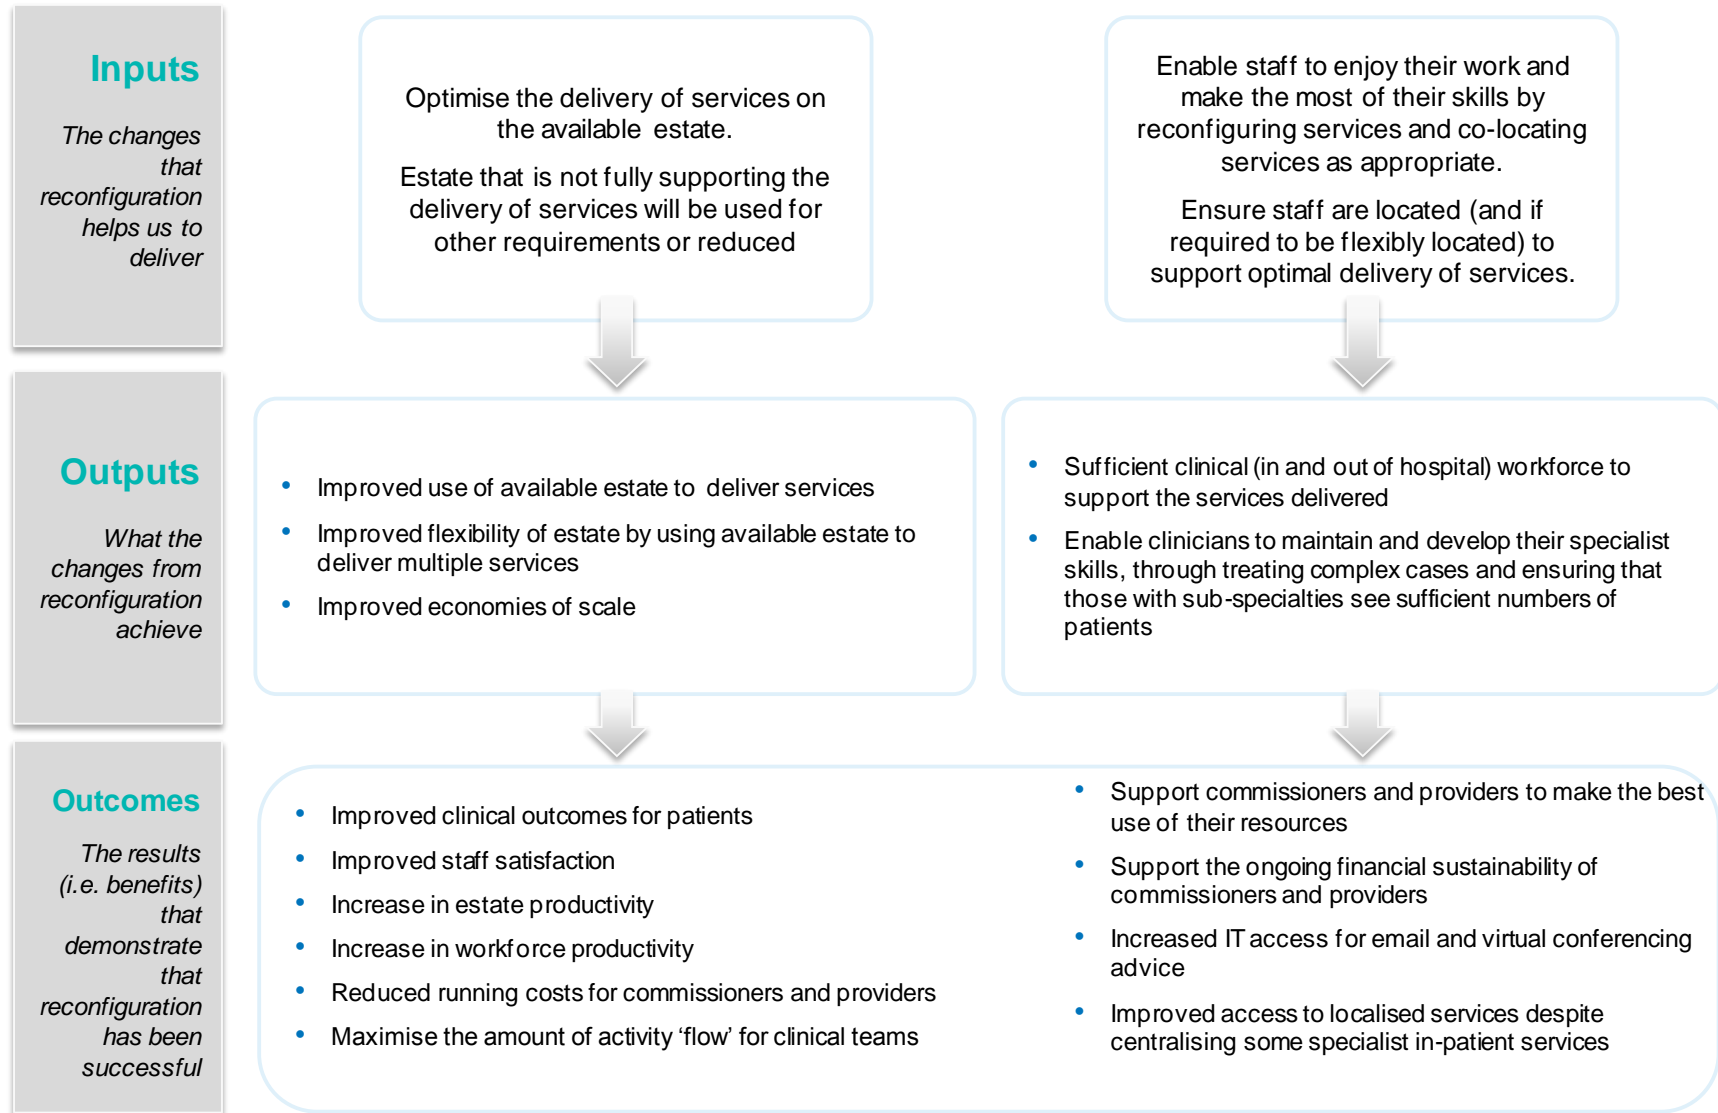 Inputs
The changes
that
reconfiguration
helps us to
deliver
Optimise the delivery of services on
the available estate.
Estate that is not fully supporting the
delivery of services will be used for
other requirements or reduced
Enable staff to enjoy their work and
make the most of their skills by
reconfiguring services and co-locating
services as appropriate.
Ensure staff are located (and if
required to be flexibly located) to
support optimal delivery of services.
Outputs
What the
changes from
reconfiguration
achieve
• Improved use of available estate to deliver services
• Improved flexibility of estate by using available estate to
deliver multiple services
• Improved economies of scale
• Sufficient clinical (in and out of hospital) workforce to
support the services delivered
• Enable clinicians to maintain and develop their specialist
skills, through treating complex cases and ensuring that
those with sub-specialties see sufficient numbers of
patients
Outcomes
The results
(i.e. benefits)
that
demonstrate
that
reconfiguration
has been
successful
• Improved clinical outcomes for patients
• Improved staff satisfaction
• Increase in estate productivity
• Increase in workforce productivity
• Reduced running costs for commissioners and providers
• Maximise the amount of activity ‘flow’ for clinical teams
• Support commissioners and providers to make the best
use of their resources
• Support the ongoing financial sustainability of
commissioners and providers
• Increased IT access for email and virtual conferencing
advice
• Improved access to localised services despite
centralising some specialist in-patient services